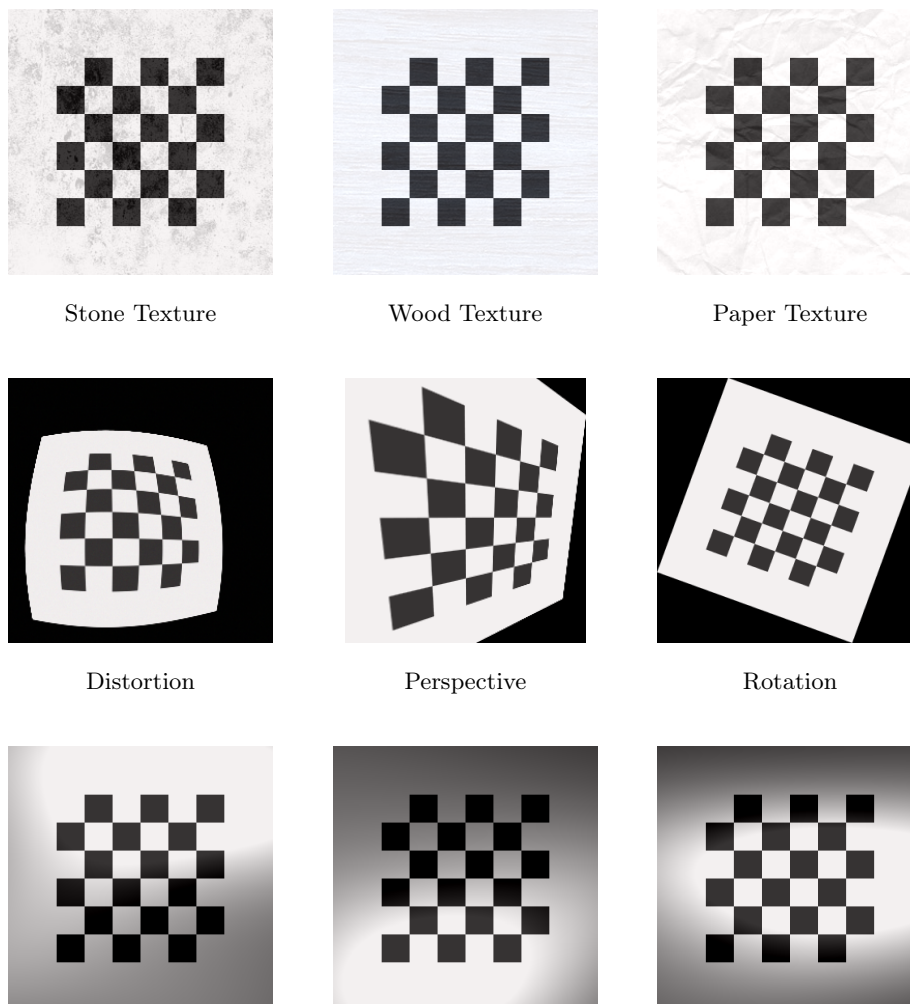 Stone Texture
Wood Texture
Paper Texture
Distortion
Perspective
Rotation